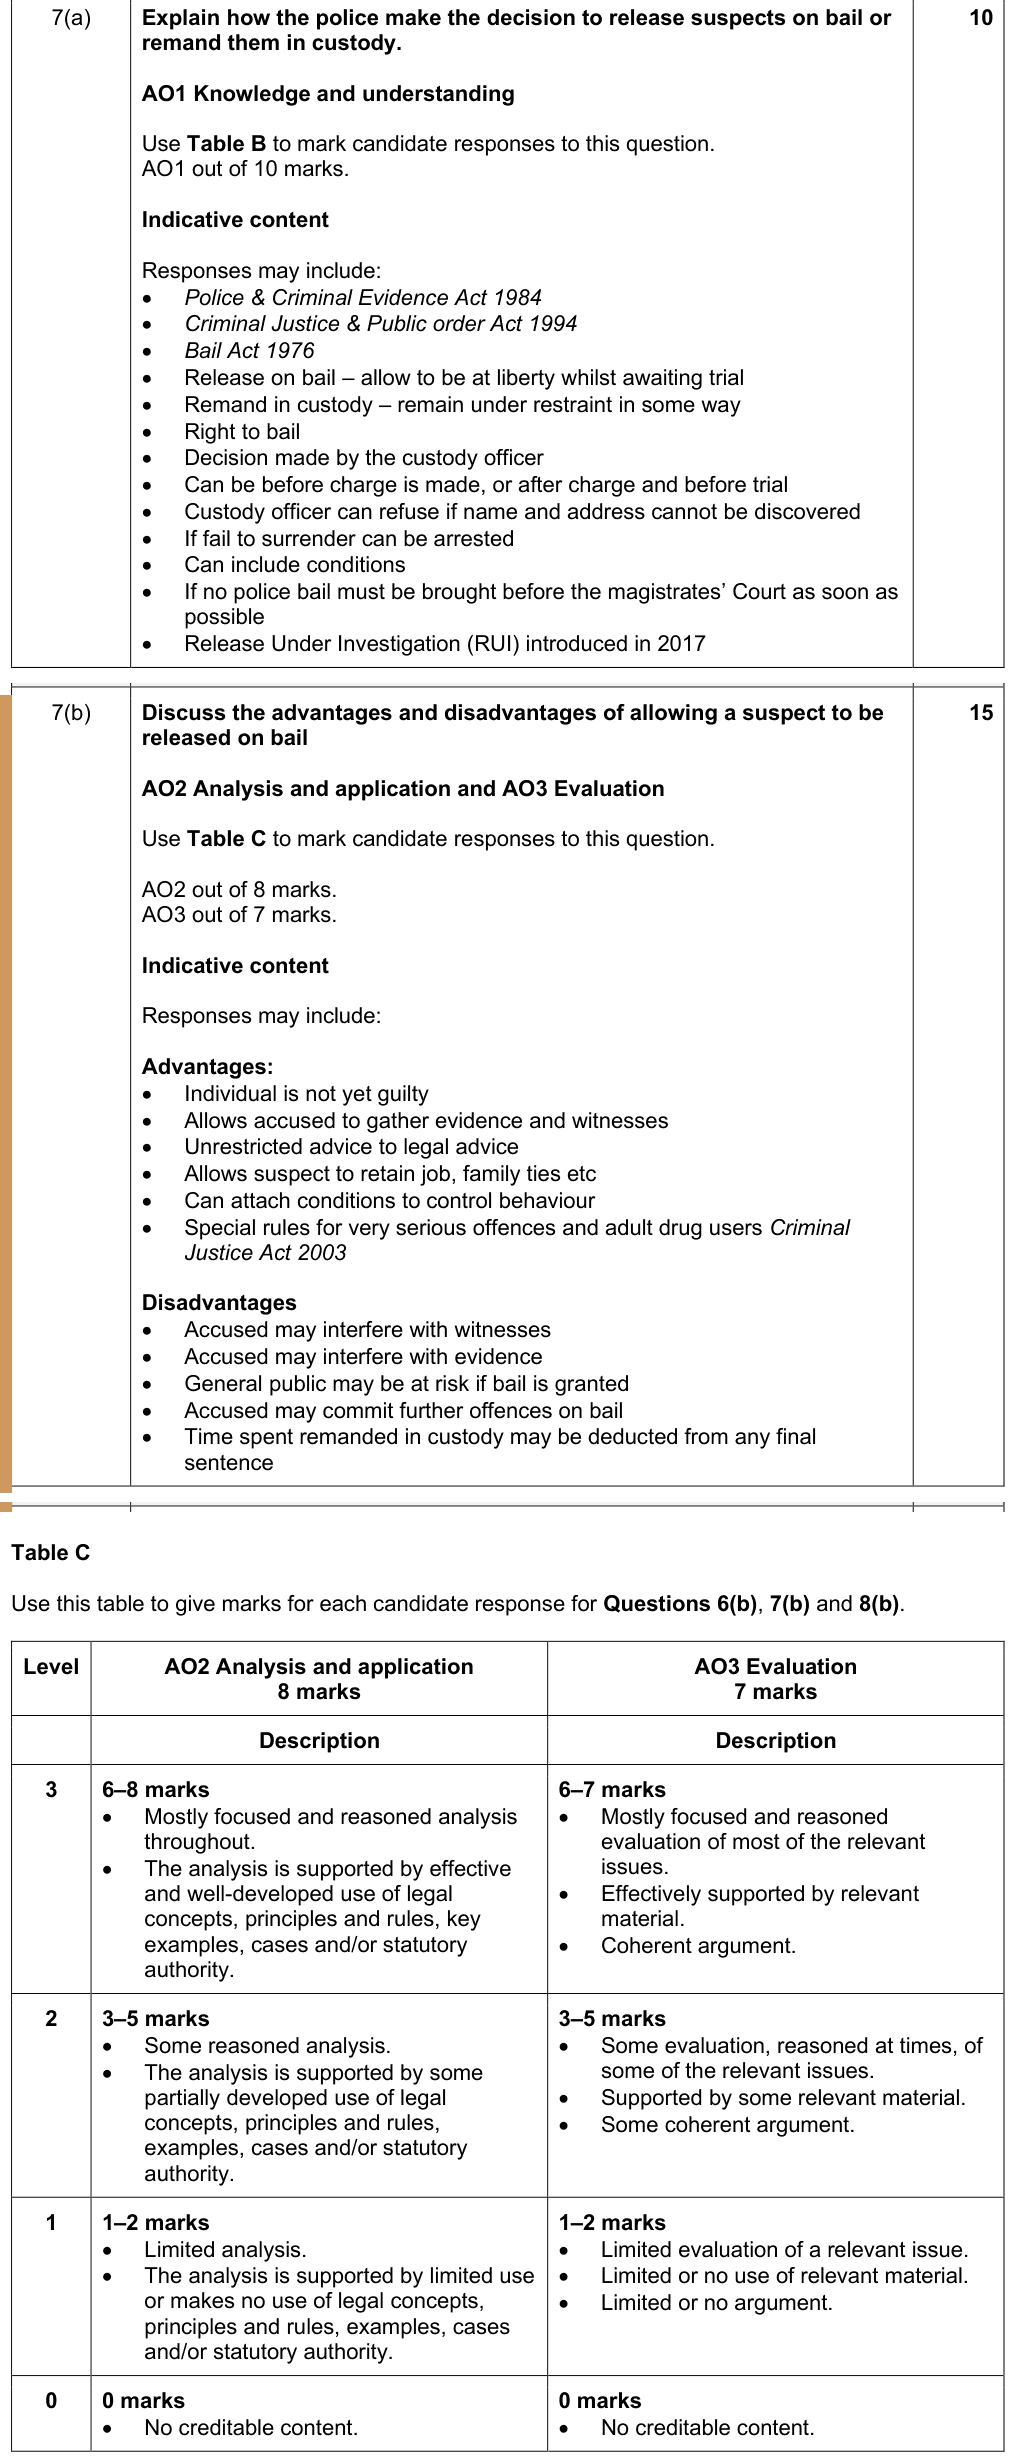 7(a)
Explain how the police make the decision to release suspects on bail or
remand them in custody.
10
AO1 Knowledge and understanding
Use Table B to mark candidate responses to this question.
AO1 out of 10 marks.
Indicative content
Responses may include:
• Police & Criminal Evidence Act 1984
• Criminal Justice & Public order Act 1994
• Bail Act 1976
• Release on bail – allow to be at liberty whilst awaiting trial
• Remand in custody – remain under restraint in some way
• Right to bail
• Decision made by the custody officer
• Can be before charge is made, or after charge and before trial
• Custody officer can refuse if name and address cannot be discovered
• If fail to surrender can be arrested
• Can include conditions
• If no police bail must be brought before the magistrates’ Court as soon as
possible
• Release Under Investigation (RUI) introduced in 2017
7(b)
Discuss the advantages and disadvantages of allowing a suspect to be
released on bail
15
AO2 Analysis and application and AO3 Evaluation
Use Table C to mark candidate responses to this question.
AO2 out of 8 marks.
AO3 out of 7 marks.
Indicative content
Responses may include:
Advantages:
• Individual is not yet guilty
• Allows accused to gather evidence and witnesses
• Unrestricted advice to legal advice
• Allows suspect to retain job, family ties etc
• Can attach conditions to control behaviour
• Special rules for very serious offences and adult drug users Criminal
Justice Act 2003
Disadvantages
• Accused may interfere with witnesses
• Accused may interfere with evidence
• General public may be at risk if bail is granted
• Accused may commit further offences on bail
• Time spent remanded in custody may be deducted from any final
sentence
Table C
Use this table to give marks for each candidate response for Questions 6(b), 7(b) and 8(b).
Level
AO2 Analysis and application
8 marks
AO3 Evaluation
7 marks
Description
Description
3
6–8 marks
• Mostly focused and reasoned analysis
throughout.
• The analysis is supported by effective
and well-developed use of legal
concepts, principles and rules, key
examples, cases and/or statutory
authority.
6–7 marks
• Mostly focused and reasoned
evaluation of most of the relevant
issues.
• Effectively supported by relevant
material.
• Coherent argument.
2
3–5 marks
• Some reasoned analysis.
• The analysis is supported by some
partially developed use of legal
concepts, principles and rules,
examples, cases and/or statutory
authority.
3–5 marks
• Some evaluation, reasoned at times, of
some of the relevant issues.
• Supported by some relevant material.
• Some coherent argument.
1
1–2 marks
• Limited analysis.
• The analysis is supported by limited use
or makes no use of legal concepts,
principles and rules, examples, cases
and/or statutory authority.
1–2 marks
• Limited evaluation of a relevant issue.
• Limited or no use of relevant material.
• Limited or no argument.
0
0 marks
• No creditable content.
0 marks
• No creditable content.